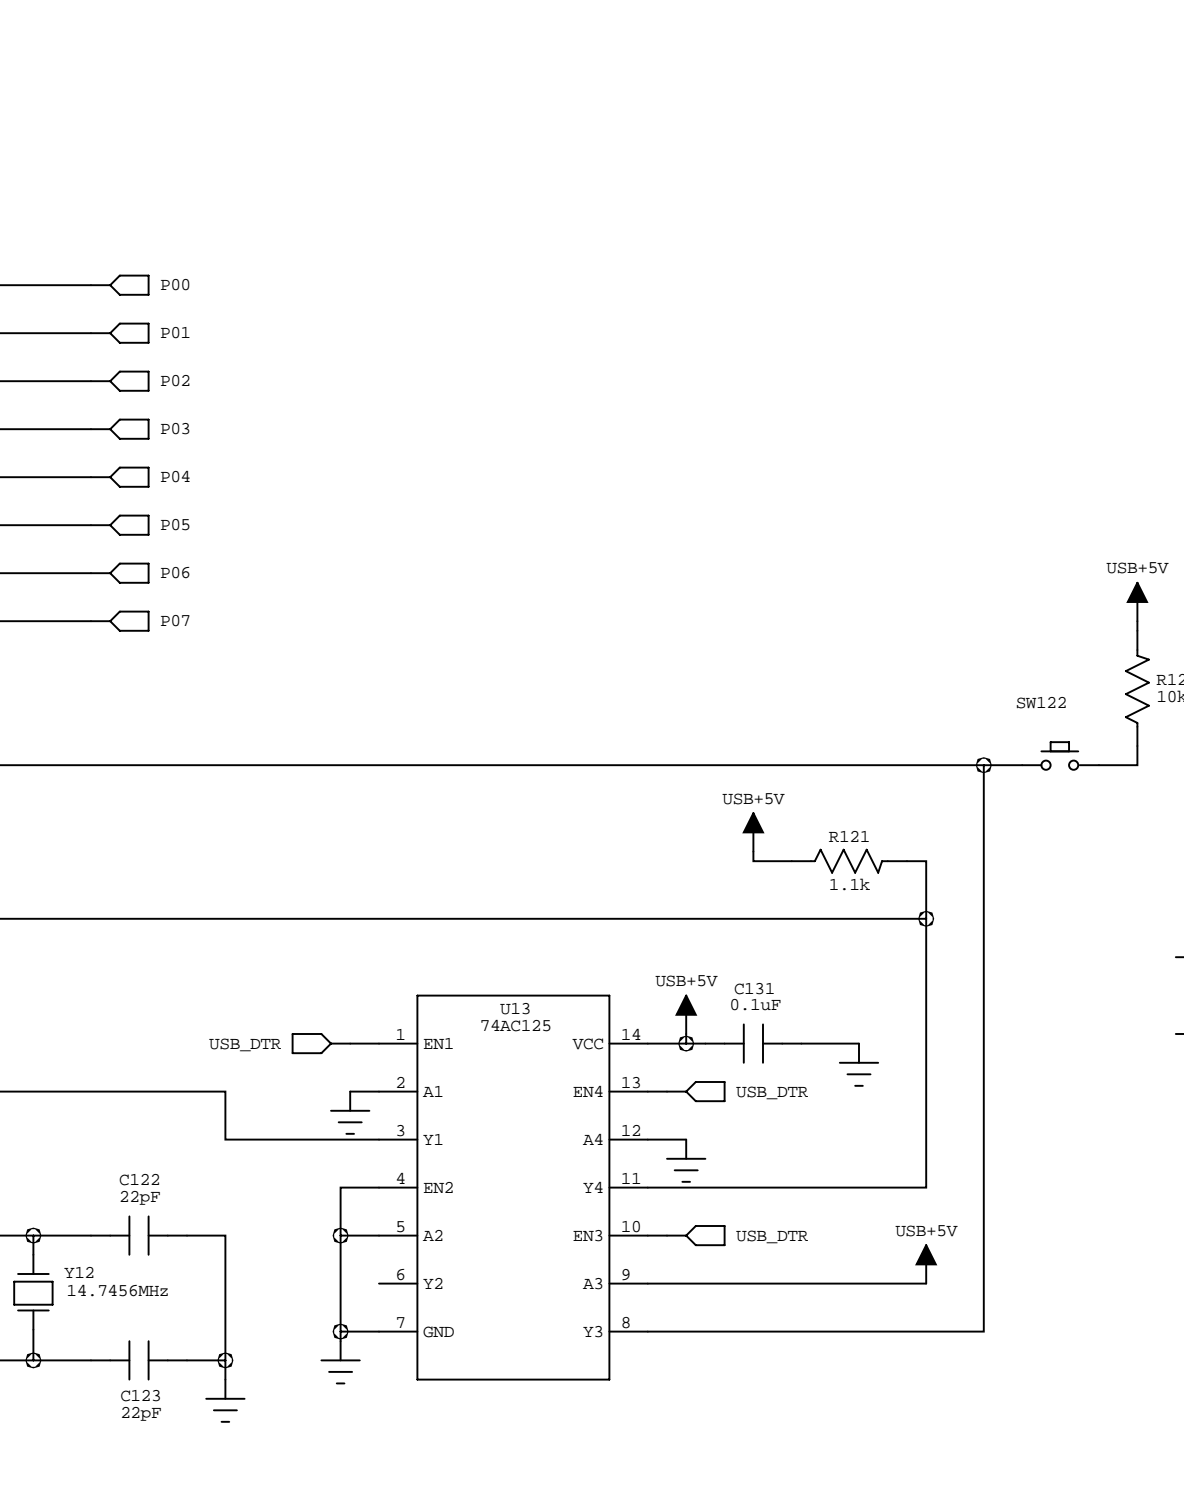 P00
P01
P02
P03
P04
P05
P06
P07
USB+5V
SW122
USB+5V
R121
1.1k
USB+5V
C131
0.1uF
U13
74AC125
USB_DTR
1
EN1
VCC
14
2
A1
EN4
13
USB_DTR
3
Y1
A4
12
4
EN2
Y4
11
5
A2
EN3
10
USB_DTR
USB+5V
6
Y2
A3
9
7
GND
Y3
8
C122
22pF
Y12
14.7456MHz
C123
22pF